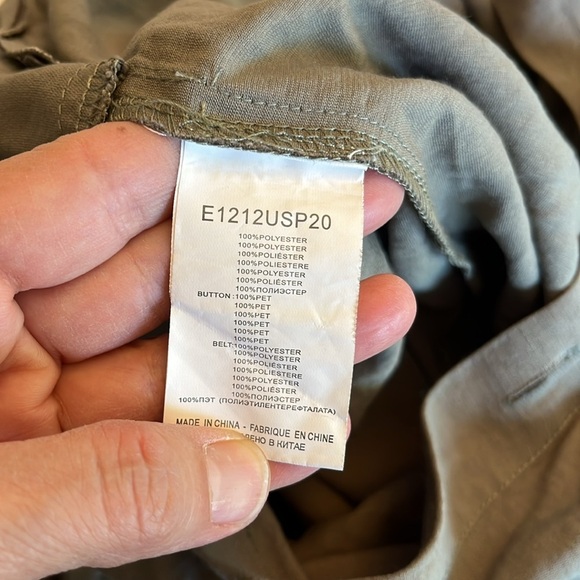 E1212USP20
100%POLYESTER
100%POLYESTER
100%POLIÉSTER
100%POLIESTERE
100%POLYESTER
100%POLIÉSTER
100%ПОЛИЭСТЕР
BUTTON:100%PET
100%PET
100%PET
100%PET
100%PET
100%PET
BELT:100%POLYESTER
100%POLYESTER
100%POLIÉSTER
100%POLIESTERE
100%POLYESTER
100%POLIÉSTER
100%ПОЛИЭСТЕР
100%ПЭТ (ПОЛИЭТИЛЕНТЕРЕФТАЛАТА)
MADE IN CHINA - FABRIQUE EN CHINE
В КИТАЕ